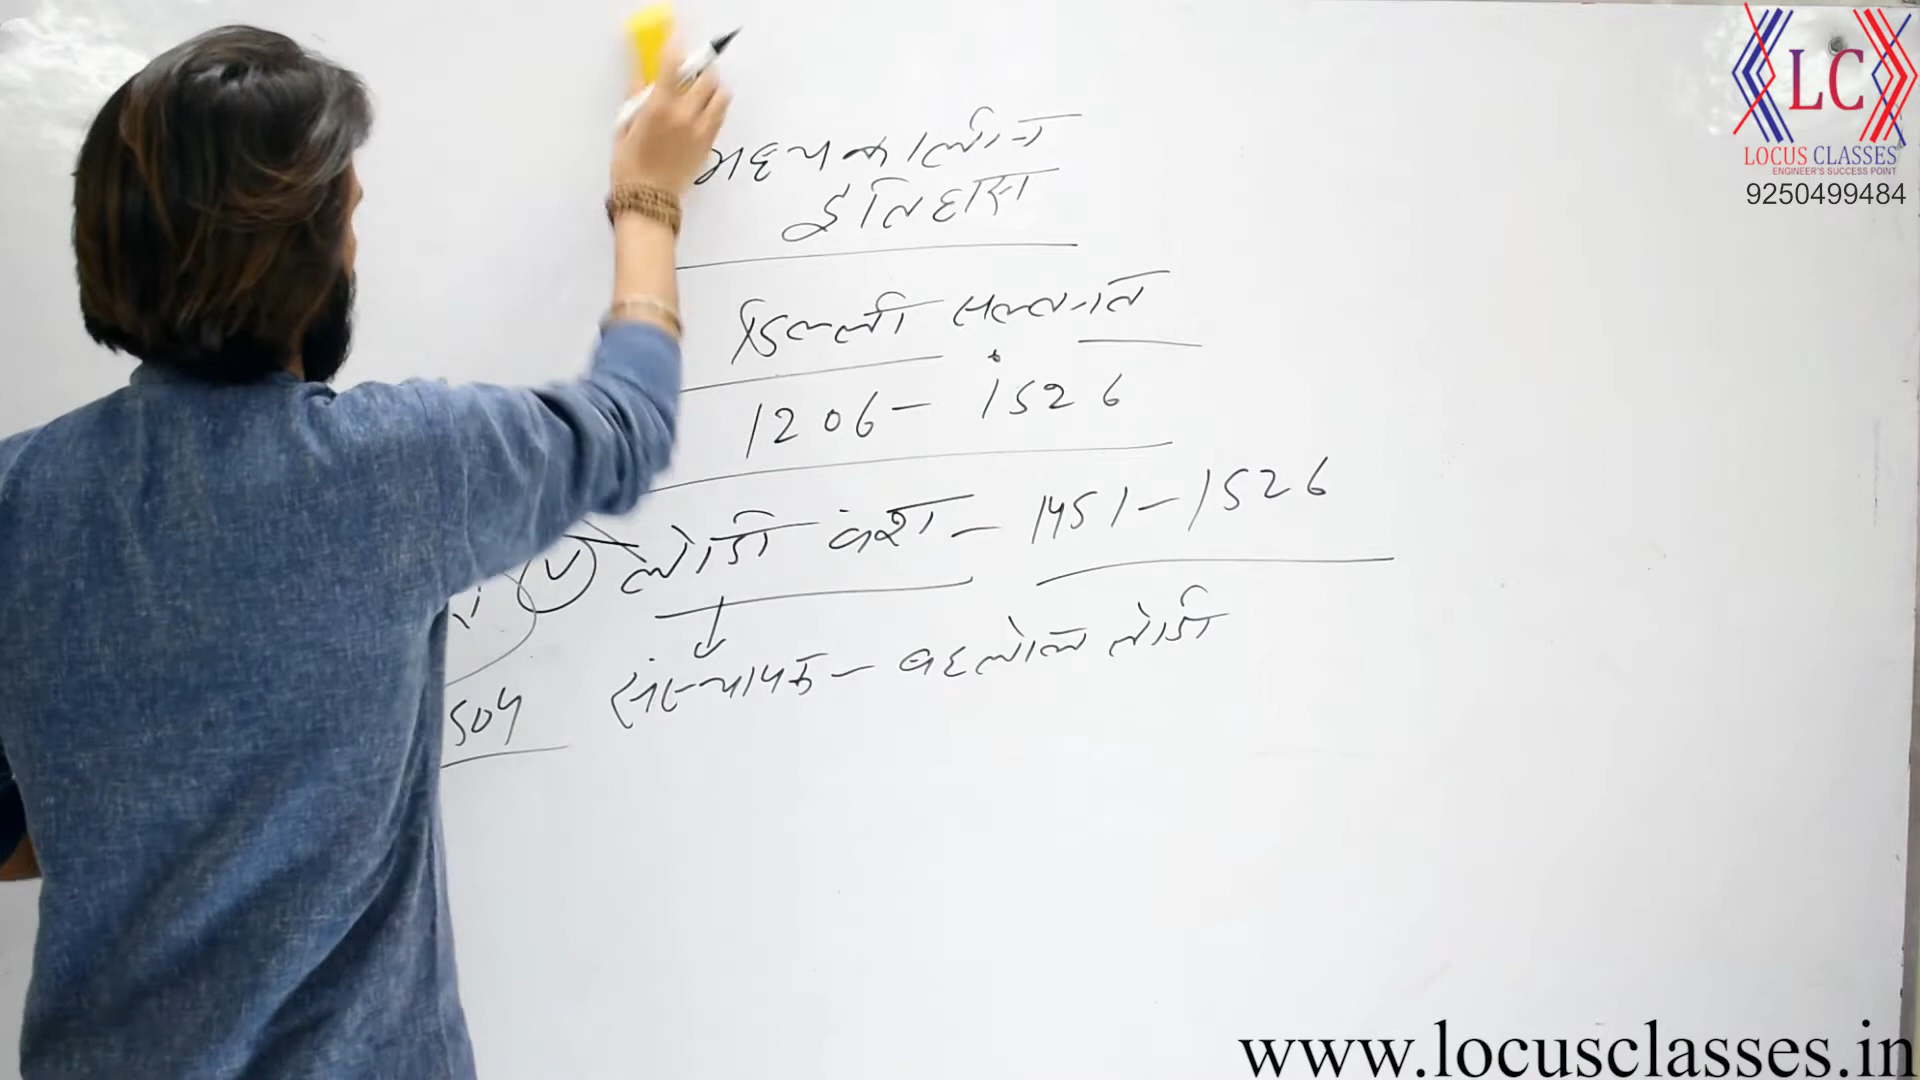 LC
LOCUS CLASSES
ENGINEER'S SUCCESS POINT
9250499484
मध्यकालीन
इतिहास
दिल्ली सल्तनत
1206 - 1526
लोडी वंश - 1451 - 1526
संस्थापक - बहलोल लोडी
504
www.locusclasses.in